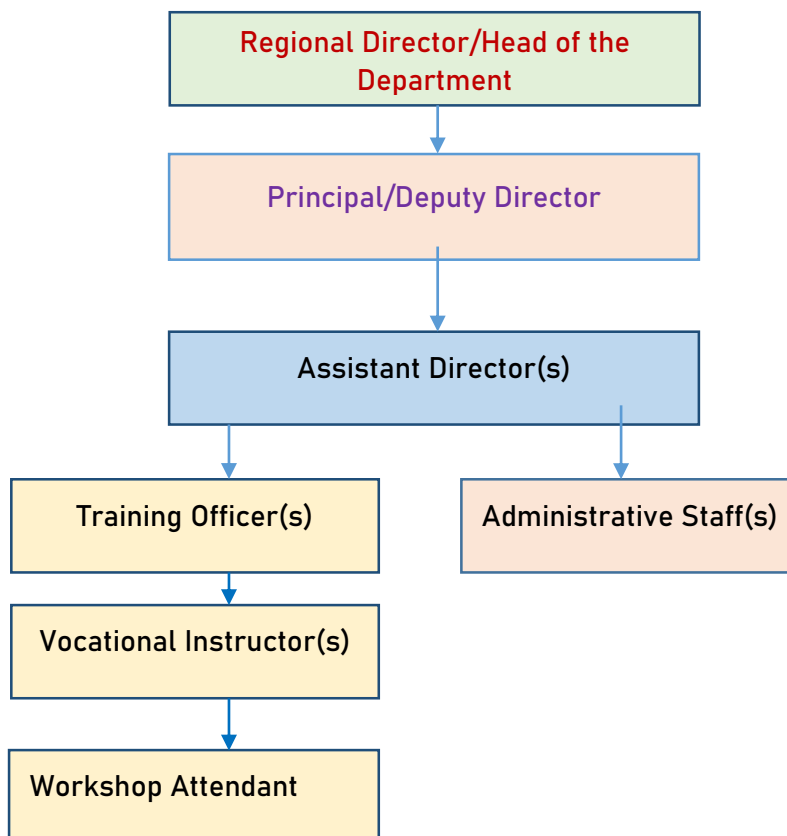 Regional Director/Head of the
Department
Principal/Deputy Director
Assistant Director(s)
Training Officer(s)
Administrative Staff(s)
Vocational Instructor(s)
Workshop Attendant